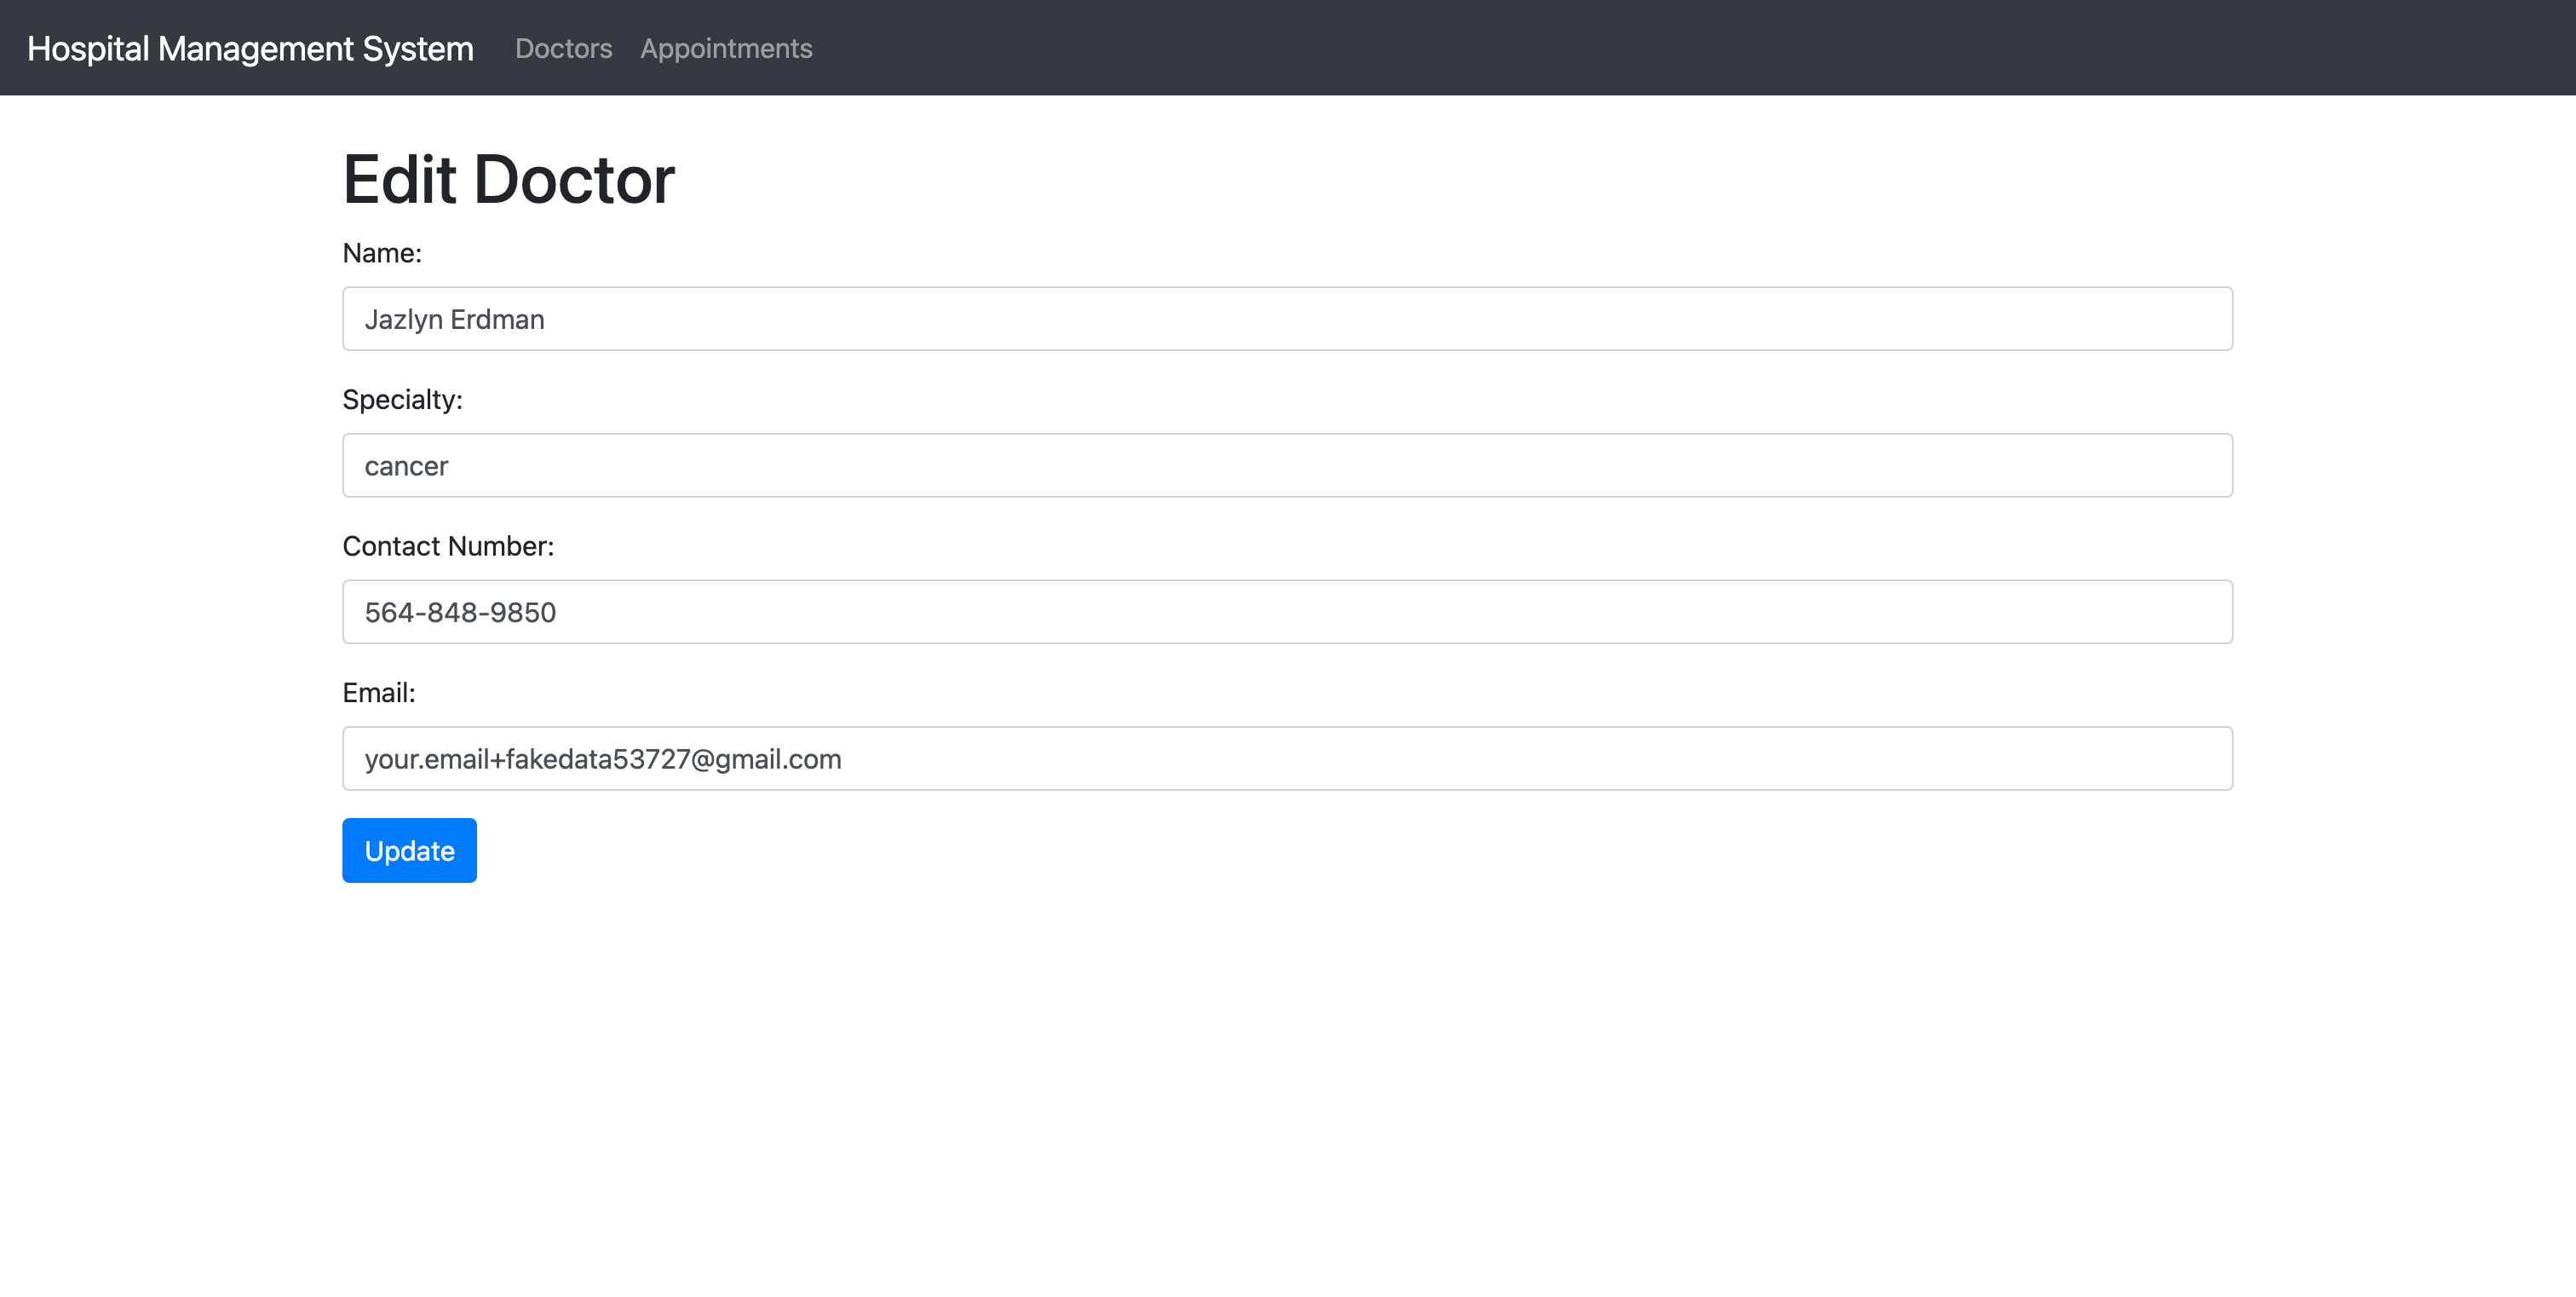 Hospital Management System Doctors Appointments
Edit Doctor
Name:
Jazlyn Erdman
Specialty:
cancer
Contact Number:
564-848-9850
Email:
your.email+fakedata53727@gmail.com
Update